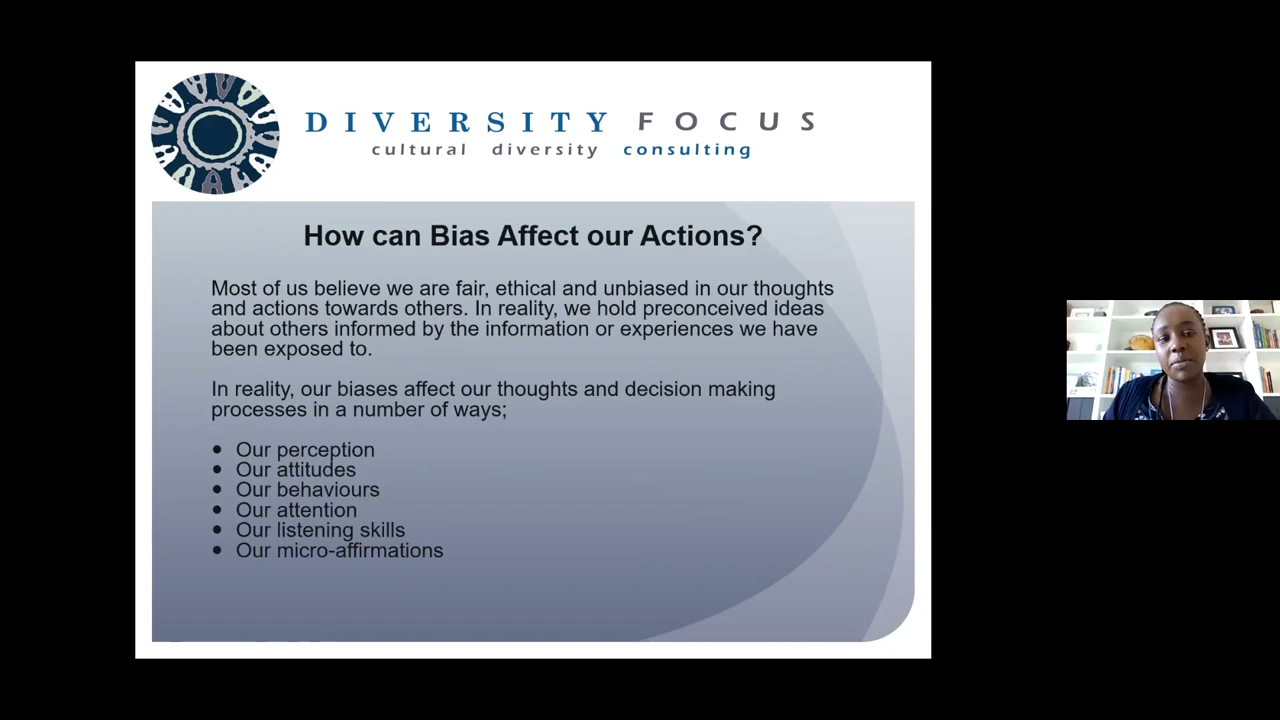 DIVERSITY FOCUS
cultural diversity consulting
How can Bias Affect our Actions?
Most of us believe we are fair, ethical and unbiased in our thoughts
and actions towards others. In reality, we hold preconceived ideas
about others informed by the information or experiences we have
been exposed to.
In reality, our biases affect our thoughts and decision making
processes in a number of ways;
• Our perception
• Our attitudes
• Our behaviours
• Our attention
• Our listening skills
• Our micro-affirmations